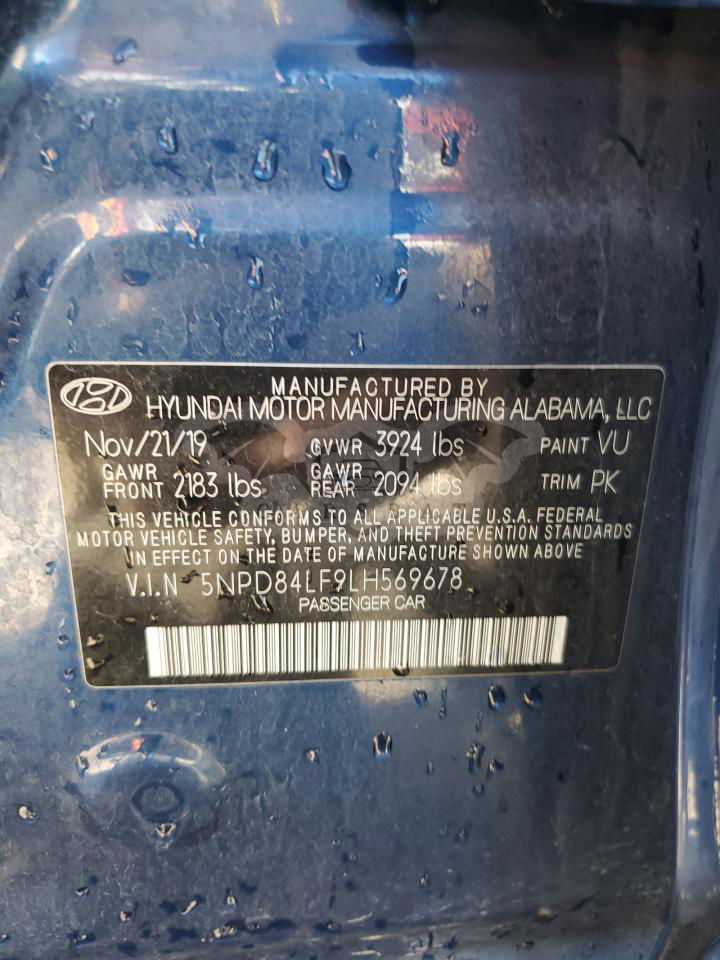 MANUFACTURED BY
HYUNDAI MOTOR MANUFACTURING ALABAMA, LLC
Nov/21/19 GVWR 3924 lbs PAINT VU
GAWR FRONT 2183 lbs GAWR REAR 2094 lbs TRIM PK
THIS VEHICLE CONFORMS TO ALL APPLICABLE U.S.A. FEDERAL
MOTOR VEHICLE SAFETY, BUMPER, AND THEFT PREVENTION STANDARDS
IN EFFECT ON THE DATE OF MANUFACTURE SHOWN ABOVE
V.I.N 5NPD84LF9LH569678
PASSENGER CAR